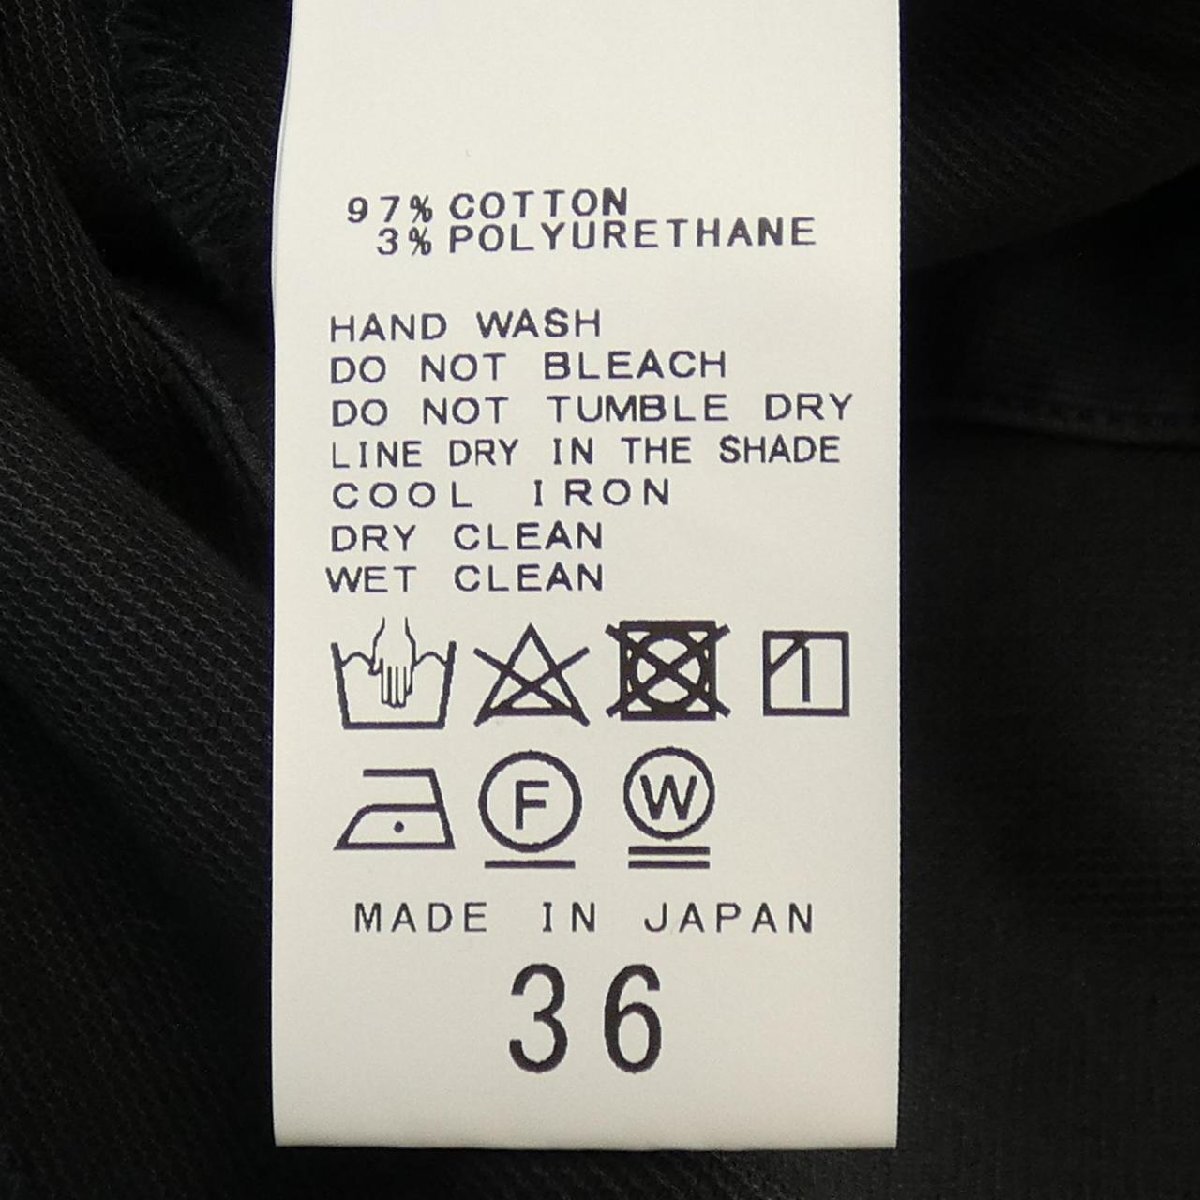 97% COTTON
3% POLYURETHANE
HAND WASH
DO NOT BLEACH
DO NOT TUMBLE DRY
LINE DRY IN THE SHADE
COOL IRON
DRY CLEAN
WET CLEAN
F W
MADE IN JAPAN
36